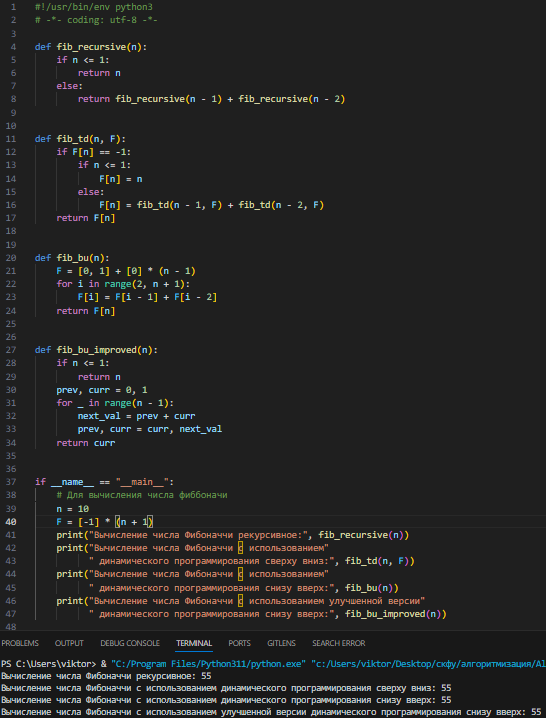 1 #!/usr/bin/env python3
2 # -*- coding: utf-8 -*-
3
4 def fib_recursive(n):
5     if n <= 1:
6         return n
7     else:
8         return fib_recursive(n - 1) + fib_recursive(n - 2)
9
10
11 def fib_td(n, F):
12     if F[n] == -1:
13         if n <= 1:
14             F[n] = n
15         else:
16             F[n] = fib_td(n - 1, F) + fib_td(n - 2, F)
17     return F[n]
18
19
20 def fib_bu(n):
21     F = [0, 1] + [0] * (n - 1)
22     for i in range(2, n + 1):
23         F[i] = F[i - 1] + F[i - 2]
24     return F[n]
25
26
27 def fib_bu_improved(n):
28     if n <= 1:
29         return n
30     prev, curr = 0, 1
31     for _ in range(n - 1):
32         next_val = prev + curr
33         prev, curr = curr, next_val
34     return curr
35
36
37 if __name__ == "__main__":
38     # Для вычисления числа фиббоначи
39     n = 10
40     F = [-1] * (n + 1)
41     print("Вычисление числа Фибоначчи рекурсивное:", fib_recursive(n))
42     print("Вычисление числа Фибоначчи с использованием"
43           " динамического программирования сверху вниз:", fib_td(n, F))
44     print("Вычисление числа Фибоначчи с использованием"
45           " динамического программирования снизу вверх:", fib_bu(n))
46     print("Вычисление числа Фибоначчи с использованием улучшенной версии"
47           " динамического программирования снизу вверх:", fib_bu_improved(n))
48
PROBLEMS OUTPUT DEBUG CONSOLE TERMINAL PORTS GITLENS SEARCH ERROR
PS C:\Users\viktor> & "C:/Program Files/Python311/python.exe" "c:/Users/viktor/Desktop/скфу/алгоритмизация/Al
Вычисление числа Фибоначчи рекурсивное: 55
Вычисление числа Фибоначчи с использованием динамического программирования сверху вниз: 55
Вычисление числа Фибоначчи с использованием динамического программирования снизу вверх: 55
Вычисление числа Фибоначчи с использованием улучшенной версии динамического программирования снизу вверх: 55